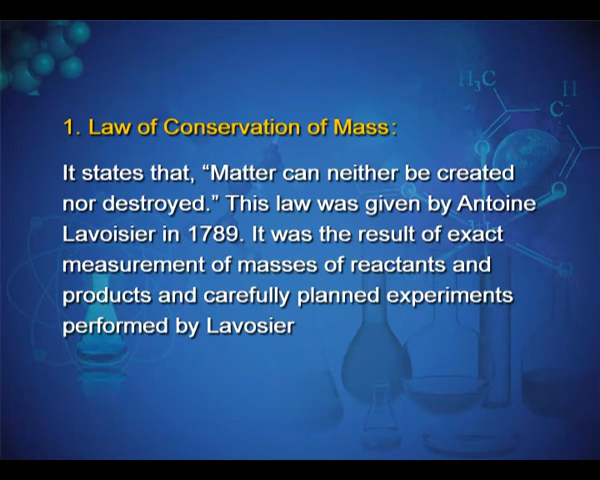 1. Law of Conservation of Mass:
It states that, “Matter can neither be created
nor destroyed.” This law was given by Antoine
Lavoisier in 1789. It was the result of exact
measurement of masses of reactants and
products and carefully planned experiments
performed by Lavosier
H₃C
H
C